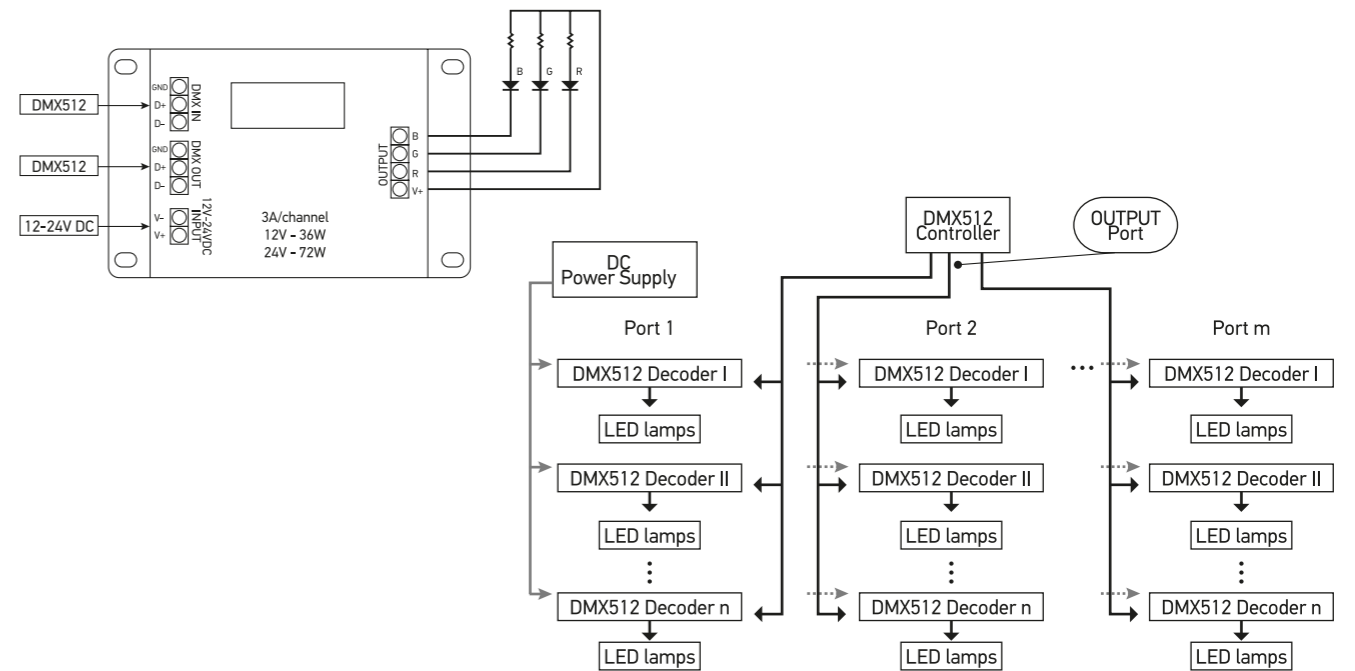 DMX512
DMX512
12-24V DC
GND
D+
D-
DMX IN
GND
D+
D-
DMX OUT
V-
V+
INPUT
12V-24VDC
3A/channel
12V - 36W
24V - 72W
OUTPUT
B
G
R
V+
B
G
R
DC
Power Supply
DMX512
Controller
OUTPUT
Port
Port 1
Port 2
Port m
DMX512 Decoder I
DMX512 Decoder I
...
DMX512 Decoder I
LED lamps
LED lamps
LED lamps
DMX512 Decoder II
DMX512 Decoder II
DMX512 Decoder II
LED lamps
LED lamps
LED lamps
DMX512 Decoder n
DMX512 Decoder n
DMX512 Decoder n
LED lamps
LED lamps
LED lamps